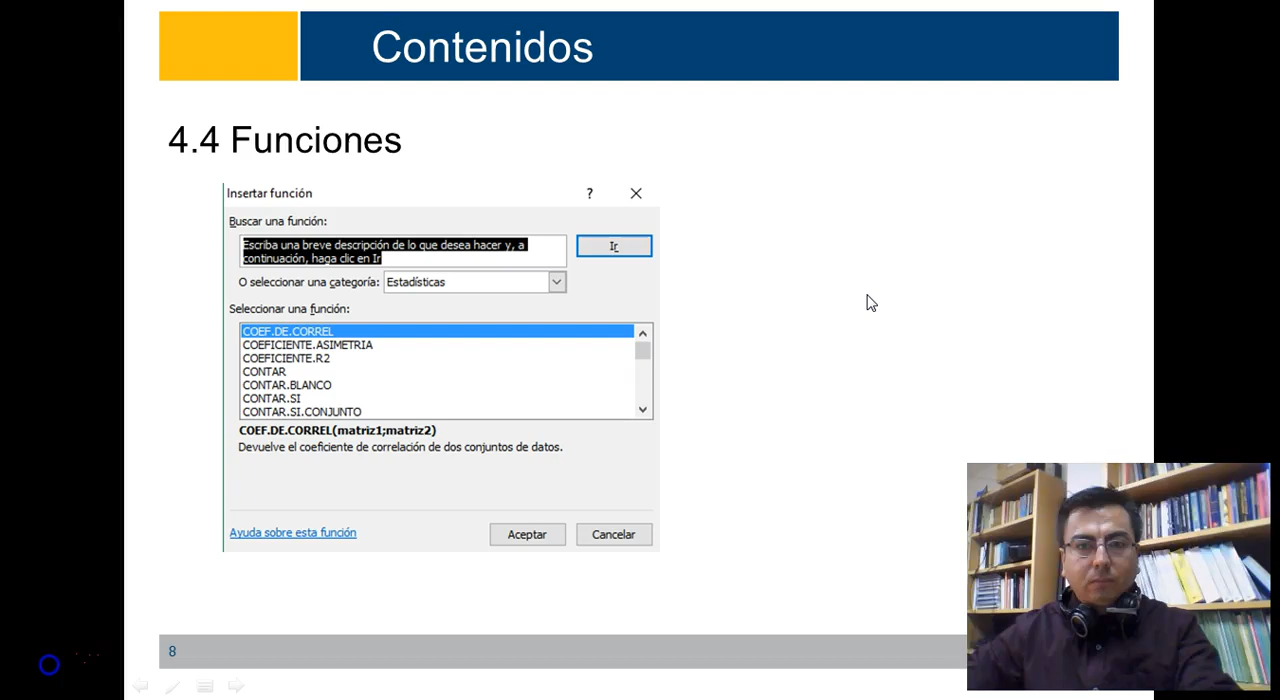 Contenidos
4.4 Funciones
Insertar función ? X
Buscar una función:
Escriba una breve descripción de lo que desea hacer y, a
continuación, haga clic en Ir
Ir
O seleccionar una categoría: Estadísticas
Seleccionar una función:
COEF.DE.CORREL
COEFICIENTE.ASIMETRIA
COEFICIENTE.R2
CONTAR
CONTAR.BLANCO
CONTAR.SI
CONTAR.SI.CONJUNTO
COEF.DE.CORREL(matriz1;matriz2)
Devuelve el coeficiente de correlación de dos conjuntos de datos.
Ayuda sobre esta función
Aceptar
Cancelar
8